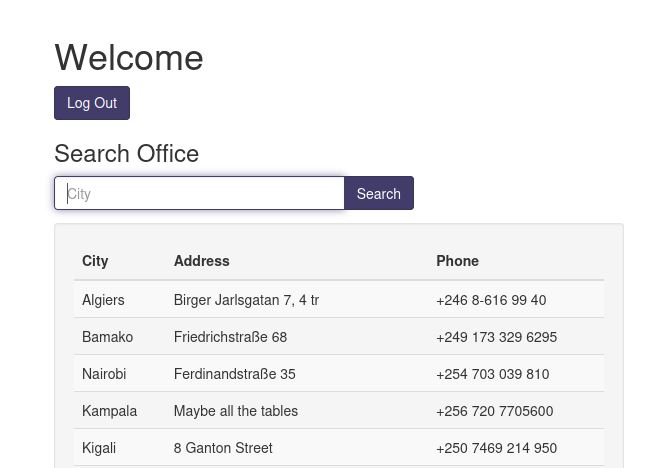 Welcome
Log Out
Search Office
City Search
City Address Phone
Algiers Birger Jarlsgatan 7, 4 tr +246 8-616 99 40
Bamako Friedrichstraße 68 +249 173 329 6295
Nairobi Ferdinandstraße 35 +254 703 039 810
Kampala Maybe all the tables +256 720 7705600
Kigali 8 Ganton Street +250 7469 214 950